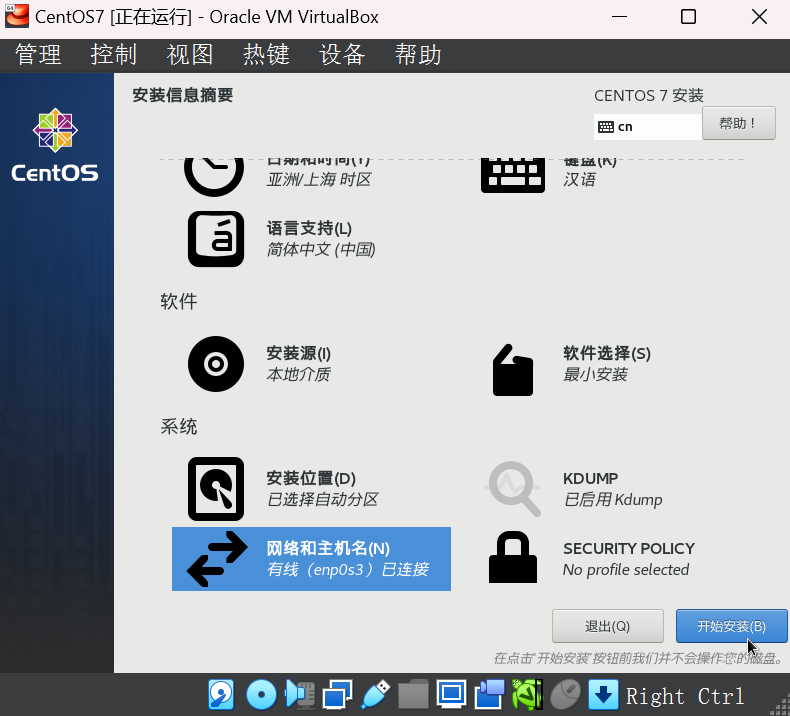 CentOS7 [正在运行] - Oracle VM VirtualBox
管理 控制 视图 热键 设备 帮助
安装信息摘要
CENTOS 7 安装
cn
帮助！
CentOS
日期和时间(T)
亚洲/上海 时区
键盘(K)
汉语
语言支持(L)
简体中文 (中国)
软件
安装源(I)
本地介质
软件选择(S)
最小安装
系统
安装位置(D)
已选择自动分区
KDUMP
已启用 Kdump
网络和主机名(N)
有线（enp0s3）已连接
SECURITY POLICY
No profile selected
退出(Q)
开始安装(B)
在点击"开始安装"按钮前我们并不会操作您的磁盘。
Right Ctrl